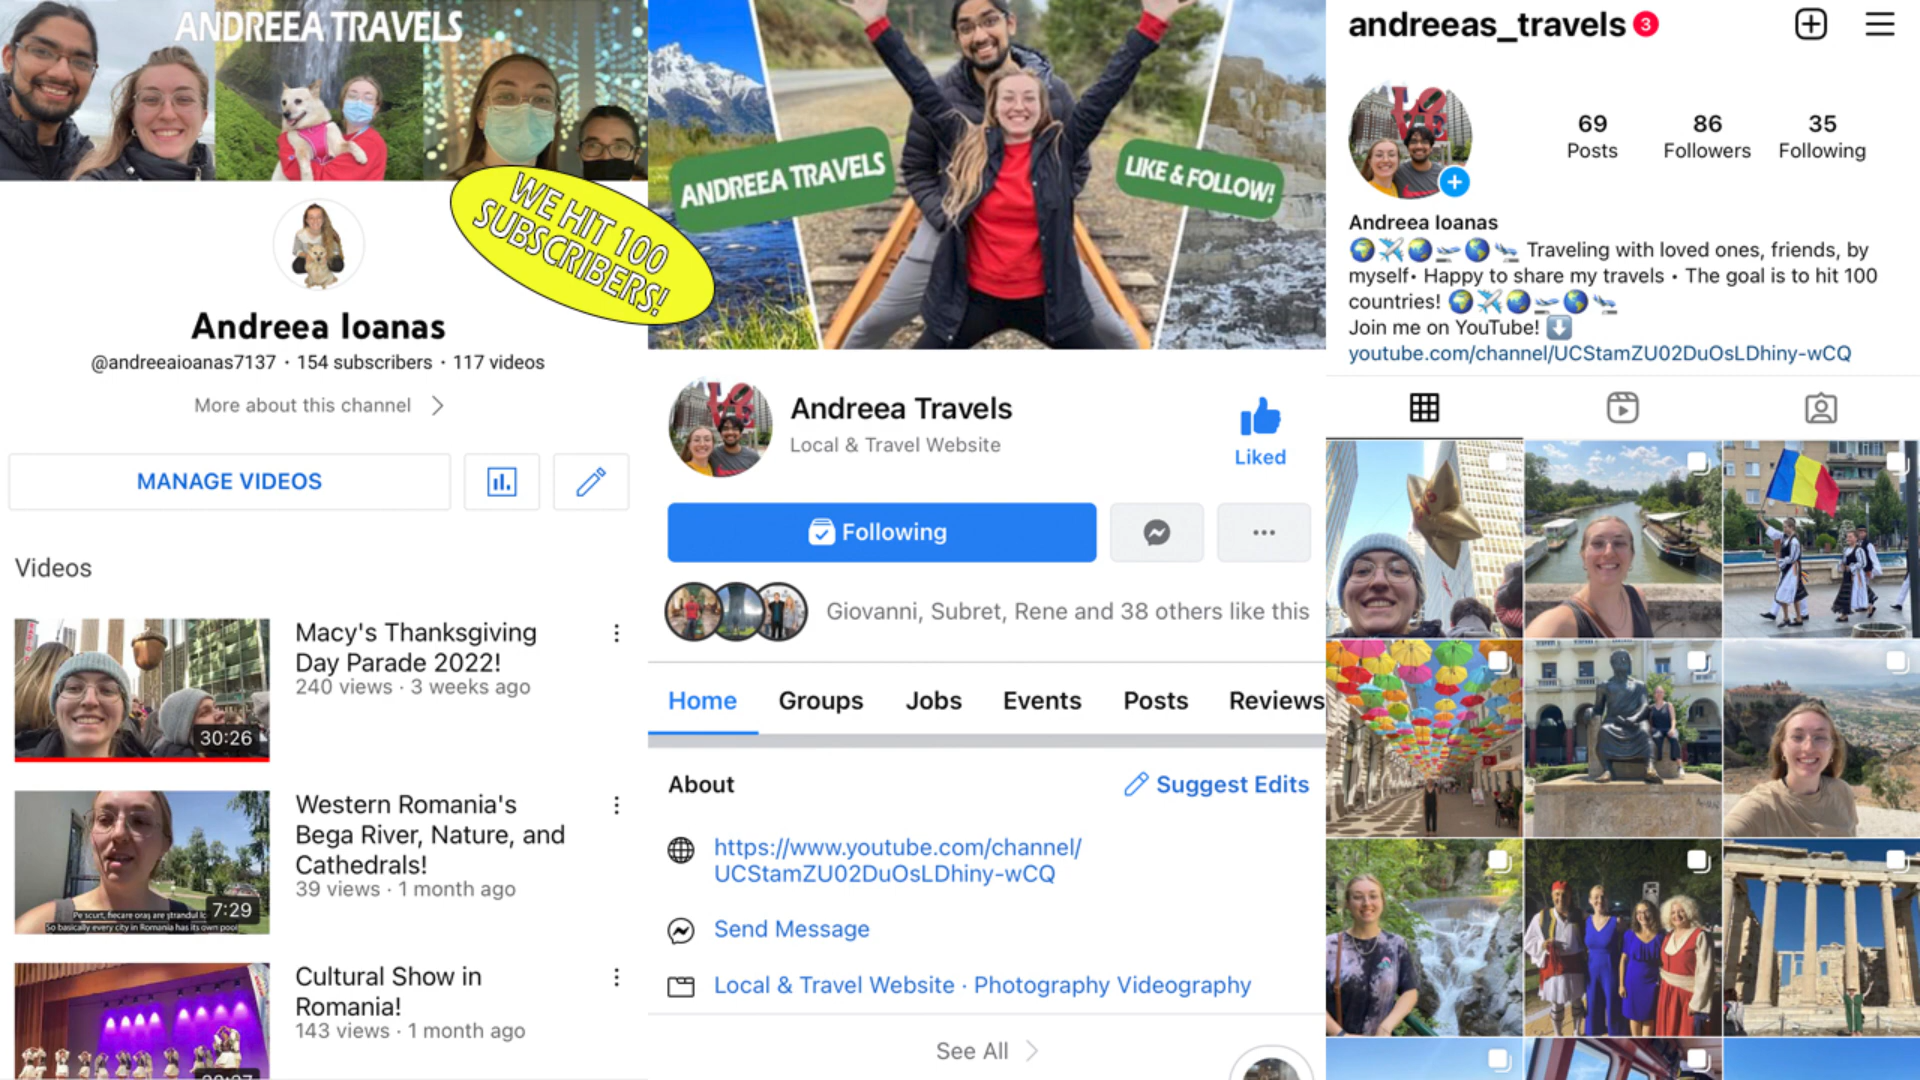 ANDREEA TRAVELS
WE HIT 100
SUBSCRIBERS!
Andreea Ioanas
@andreeaioanas7137 · 154 subscribers · 117 videos
More about this channel
MANAGE VIDEOS
Videos
Macy's Thanksgiving
Day Parade 2022!
240 views · 3 weeks ago
30:26
Western Romania's
Bega River, Nature, and
Cathedrals!
39 views · 1 month ago
7:29
Pe scurt, fiecare oraș are ștrandul lc
So basically every city in Romania has its own pool
Cultural Show in
Romania!
143 views · 1 month ago
ANDREEA TRAVELS
LIKE & FOLLOW!
Andreea Travels
Local & Travel Website
Liked
Following
Giovanni, Subret, Rene and 38 others like this
Home Groups Jobs Events Posts Reviews
About
Suggest Edits
https://www.youtube.com/channel/
UCStamZU02DuOsLDhiny-wCQ
Send Message
Local & Travel Website · Photography Videography
See All
andreeas_travels 3
69 86 35
Posts Followers Following
Andreea Ioanas
🌍✈️🌏🛫🌎🛬 Traveling with loved ones, friends, by
myself• Happy to share my travels • The goal is to hit 100
countries! 🌍✈️🌏🛫🌎🛬
Join me on YouTube! ⬇️
youtube.com/channel/UCStamZU02DuOsLDhiny-wCQ